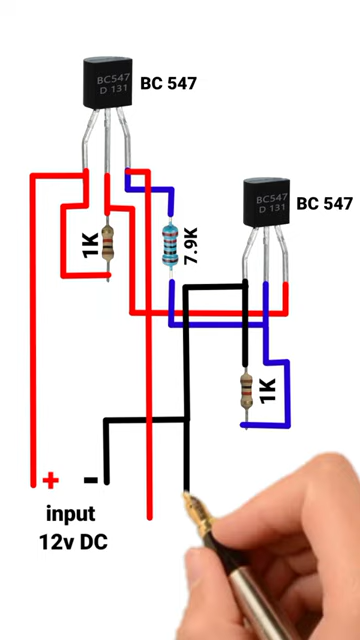 BC547
D 131
BC 547
BC547
D 131
BC 547
1K
7.9K
1K
+ -
input
12v DC